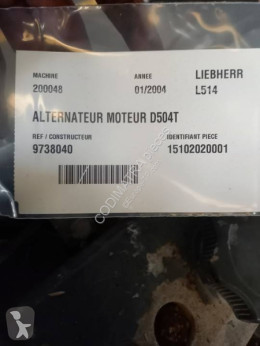 MACHINE ANNEE LIEBHERR
200048 01/2004 L514
ALTERNATEUR MOTEUR D504T
REF / CONSTRUCTEUR IDENTIFIANT PIECE
9738040 15102020001